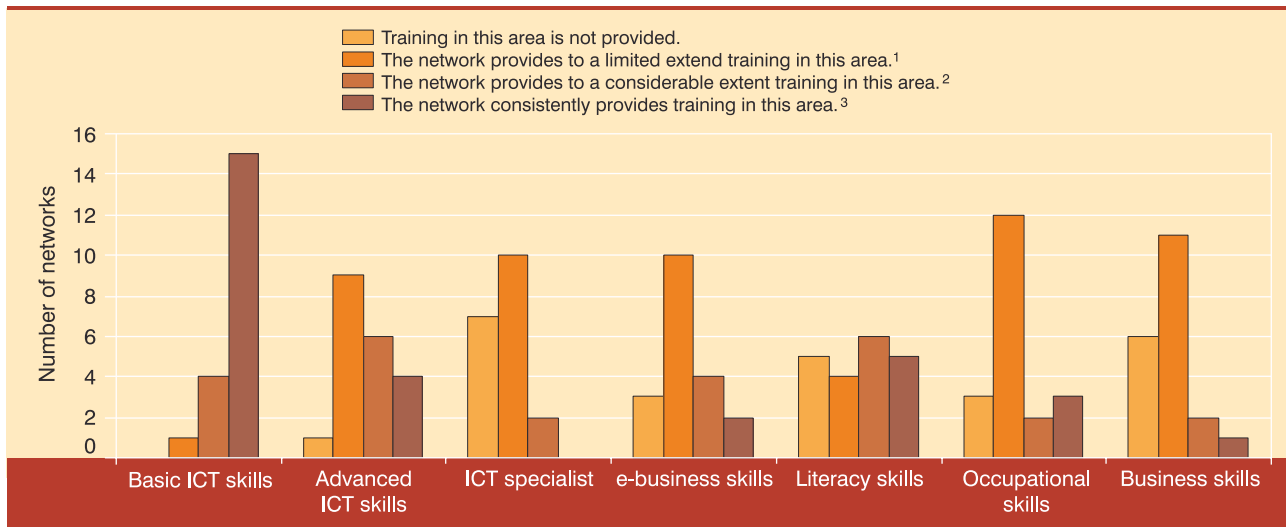 Training in this area is not provided.
The network provides to a limited extend training in this area.¹
The network provides to a considerable extent training in this area.²
The network consistently provides training in this area.³
Number of networks
16
14
12
10
8
6
4
2
0
Basic ICT skills
Advanced
ICT skills
ICT specialist
e-business skills
Literacy skills
Occupational
skills
Business skills